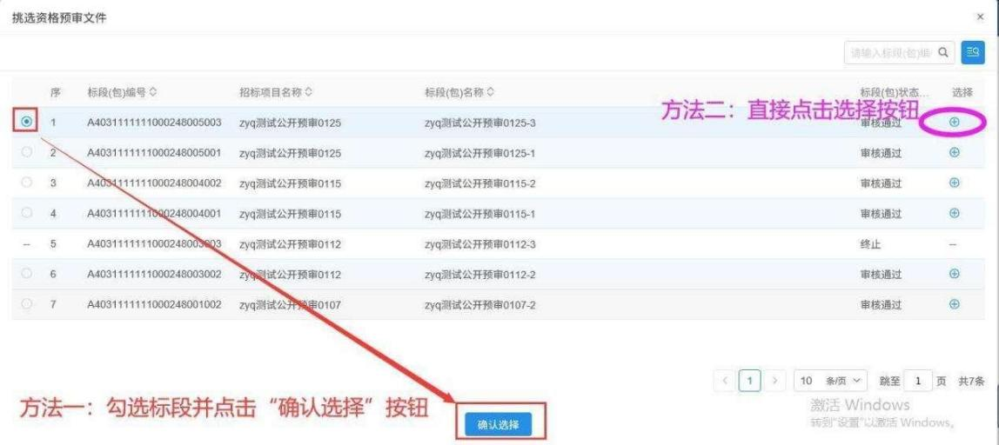 挑选资格预审文件 ×
请输入标段(包)编
序 标段(包)编号 招标项目名称 标段(包)名称 标段(包)状态... 选择
方法二：直接点击选择按钮
1 A4031111111000248005003 zyq测试公开预审0125 zyq测试公开预审0125-3 审核通过
2 A4031111111000248005001 zyq测试公开预审0125 zyq测试公开预审0125-1 审核通过
3 A4031111111000248004002 zyq测试公开预审0115 zyq测试公开预审0115-2 审核通过
4 A4031111111000248004001 zyq测试公开预审0115 zyq测试公开预审0115-1 审核通过
-- 5 A4031111111000248003003 zyq测试公开预审0112 zyq测试公开预审0112-3 终止 --
6 A4031111111000248003002 zyq测试公开预审0112 zyq测试公开预审0112-2 审核通过
7 A4031111111000248001002 zyq测试公开预审0107 zyq测试公开预审0107-2 审核通过
< 1 > 10 条/页 跳至 1 页 共7条
方法一：勾选标段并点击“确认选择”按钮
确认选择
激活 Windows
转到“设置”以激活 Windows。